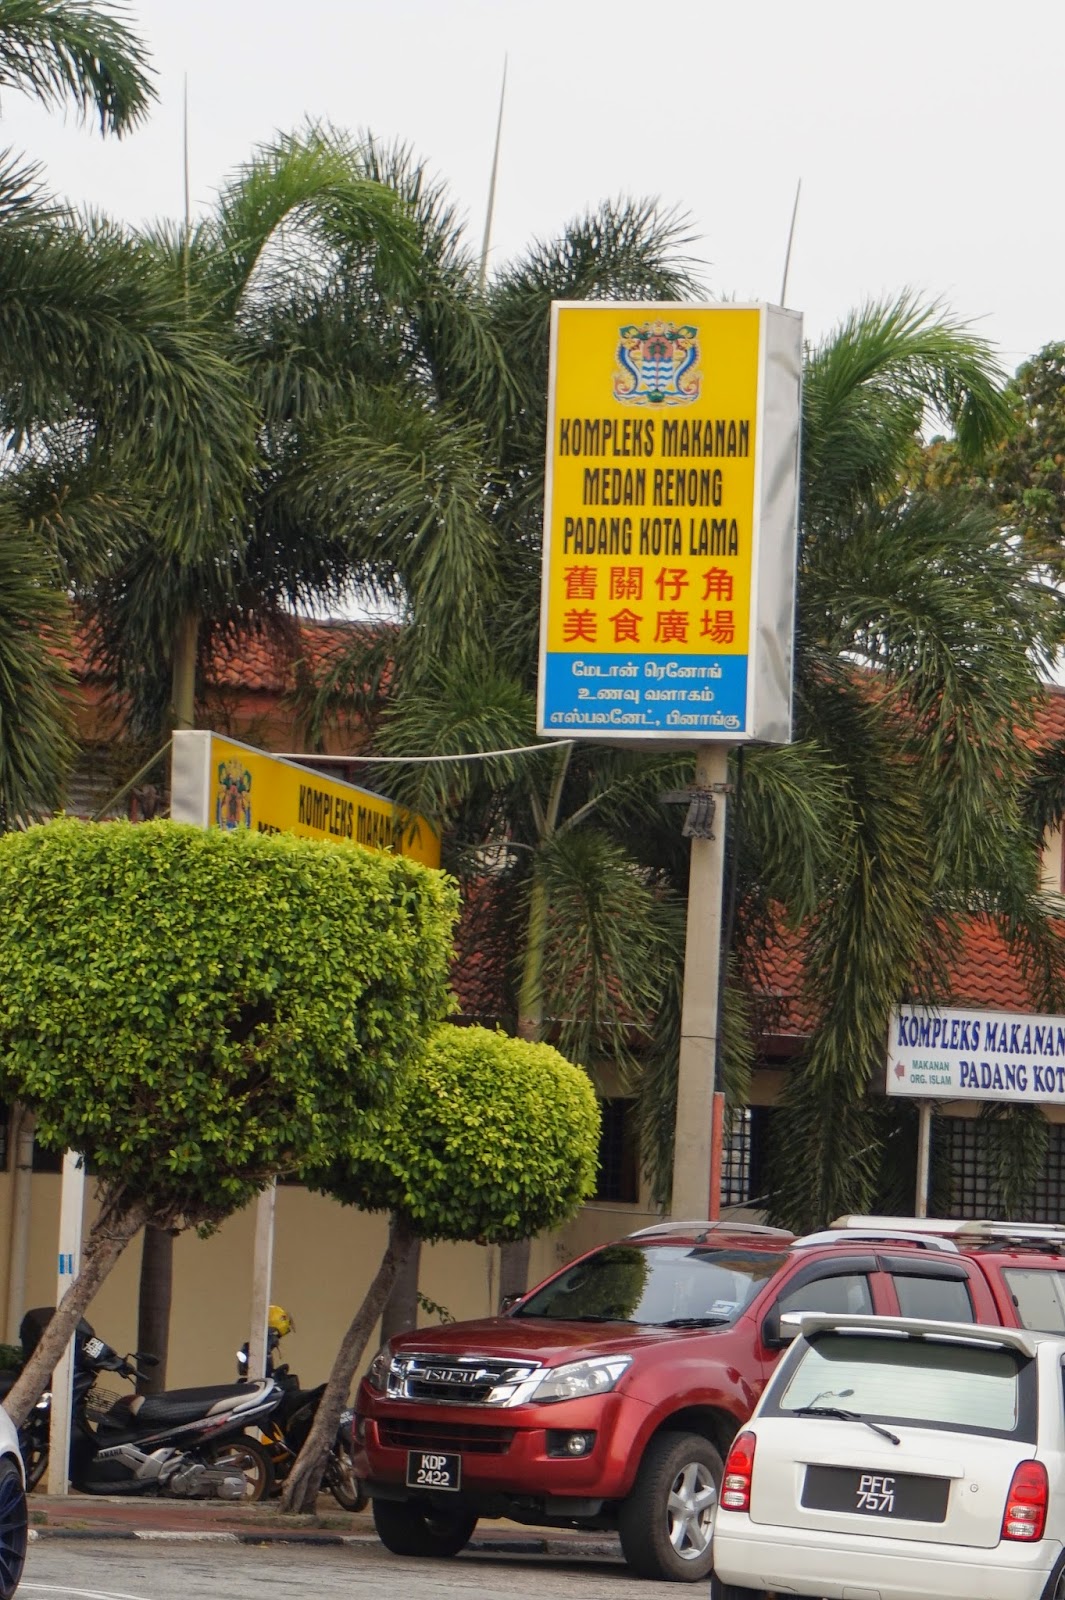 KOMPLEKS MAKANAN
MEDAN RENONG
PADANG KOTA LAMA
舊關仔角
美食廣場
மேடான் ரெனோங்
உணவு வளாகம்
எஸ்பலனேட், பினாங்கு
KOMPLEKS MAKANAN
KOMPLEKS MAKANAN
MAKANAN
ORG. ISLAM
PADANG KOT
ISUZU
KDP
2422
PFC
7571
YAMAHA